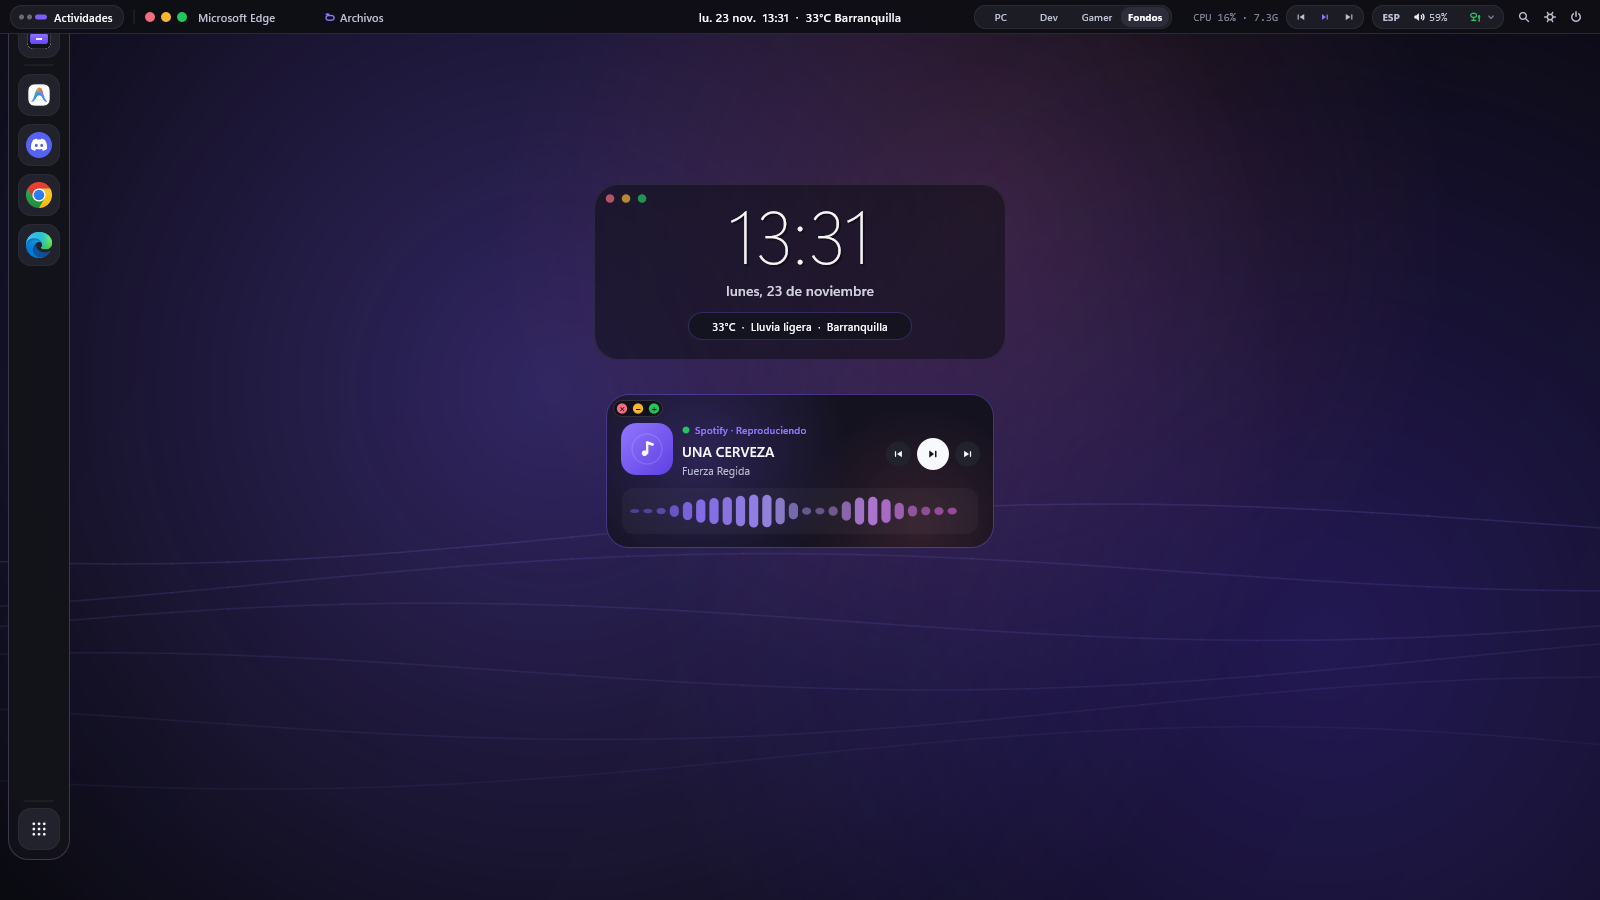 Actividades
Microsoft Edge
Archivos
lu. 23 nov. 13:31 · 33°C Barranquilla
PC
Dev
Gamer
Fondos
CPU 16% · 7.3G
ESP
59%
13:31
lunes, 23 de noviembre
33°C · Lluvia ligera · Barranquilla
Spotify · Reproduciendo
UNA CERVEZA
Fuerza Regida